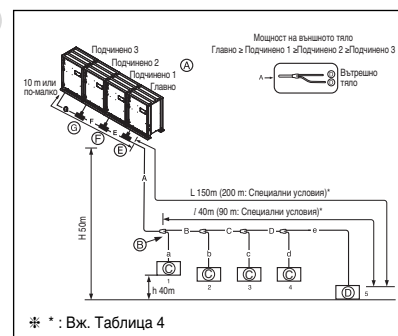 Подчинено 3
Подчинено 2
Подчинено 1
Главно
A
10 m или
по-малко
G
F
E
G
F
E
Мощност на външното тяло
Главно ≥ Подчинено 1 ≥Подчинено 2 ≥Подчинено 3
A
Вътрешно
тяло
A
L 150m (200 m: Специални условия)*
l 40m (90 m: Специални условия)*
H 50m
B
B C D e
a b c d
C C C C
1 2 3 4
D 5
h 40m
* : Вж. Таблица 4